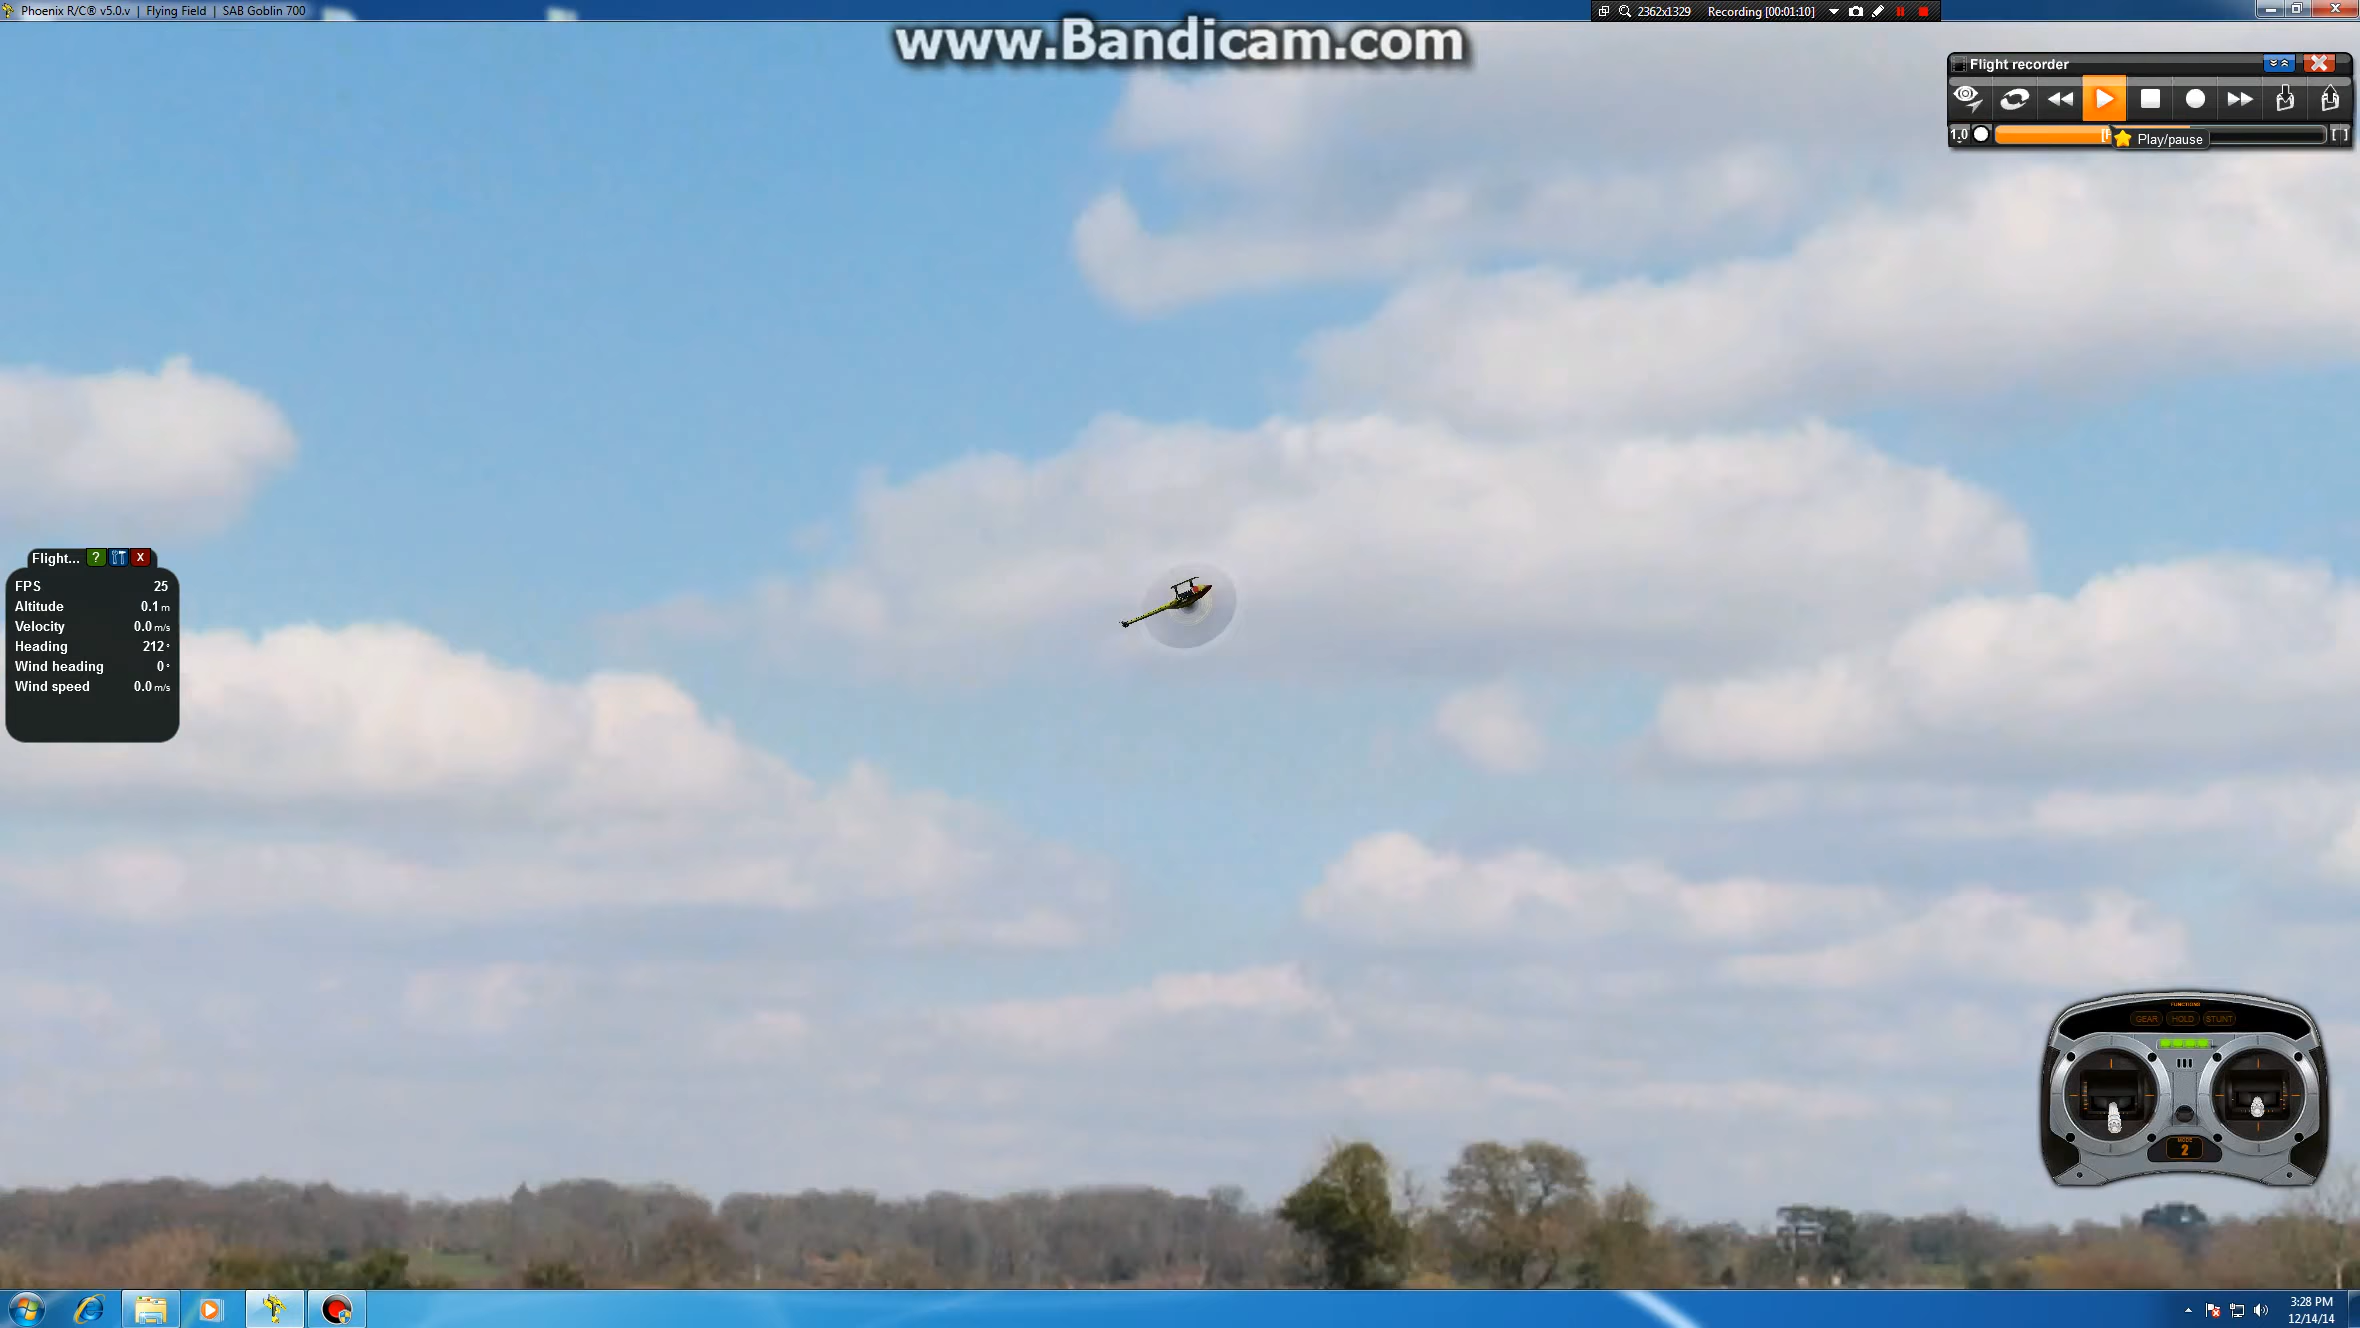 Phoenix R/C® v5.0.v | Flying Field | SAB Goblin 700
2362x1329 Recording [00:01:10]
www.Bandicam.com
Flight recorder
1.0
Play/pause
Flight... ? X
FPS 25
Altitude 0.1 m
Velocity 0.0 m/s
Heading 212 °
Wind heading 0 °
Wind speed 0.0 m/s
FUNCTIONS
GEAR HOLD STUNT
MODE
2
3:28 PM
12/14/14